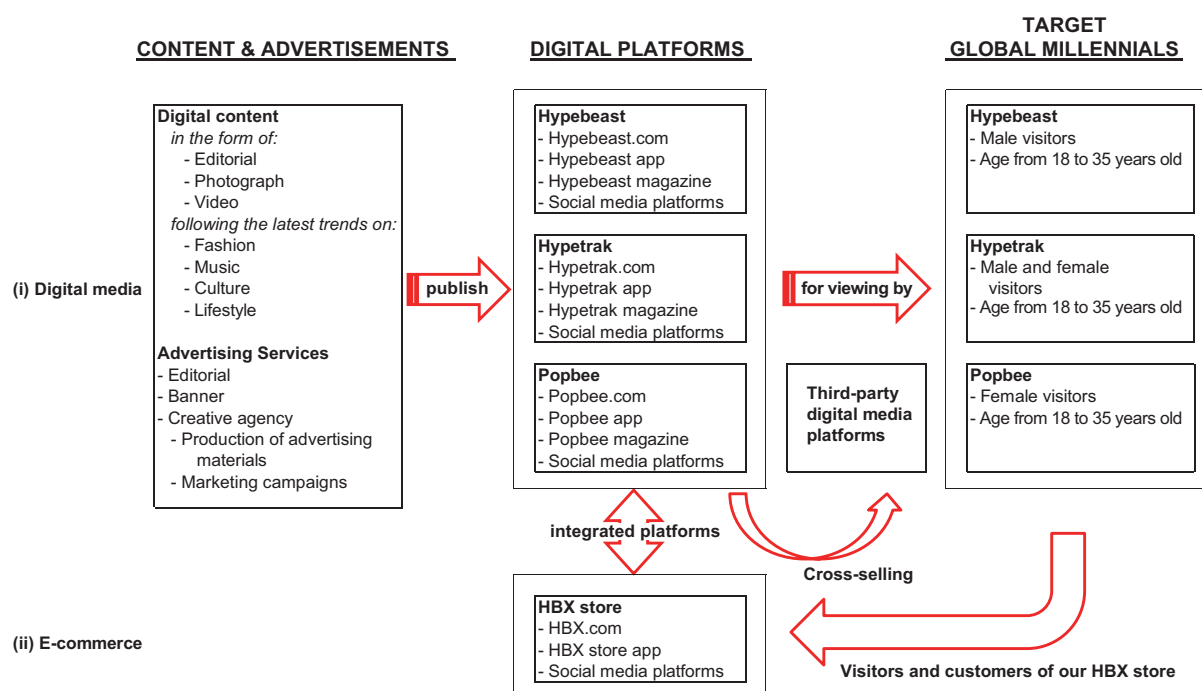 CONTENT & ADVERTISEMENTS
DIGITAL PLATFORMS
TARGET
GLOBAL MILLENNIALS
(i) Digital media
Digital content
in the form of:
- Editorial
- Photograph
- Video
following the latest trends on:
- Fashion
- Music
- Culture
- Lifestyle
Advertising Services
- Editorial
- Banner
- Creative agency
- Production of advertising
materials
- Marketing campaigns
publish
Hypebeast
- Hypebeast.com
- Hypebeast app
- Hypebeast magazine
- Social media platforms
Hypetrak
- Hypetrak.com
- Hypetrak app
- Hypetrak magazine
- Social media platforms
Popbee
- Popbee.com
- Popbee app
- Popbee magazine
- Social media platforms
for viewing by
Third-party
digital media
platforms
Hypebeast
- Male visitors
- Age from 18 to 35 years old
Hypetrak
- Male and female
visitors
- Age from 18 to 35 years old
Popbee
- Female visitors
- Age from 18 to 35 years old
integrated platforms
Cross-selling
(ii) E-commerce
HBX store
- HBX.com
- HBX store app
- Social media platforms
Visitors and customers of our HBX store